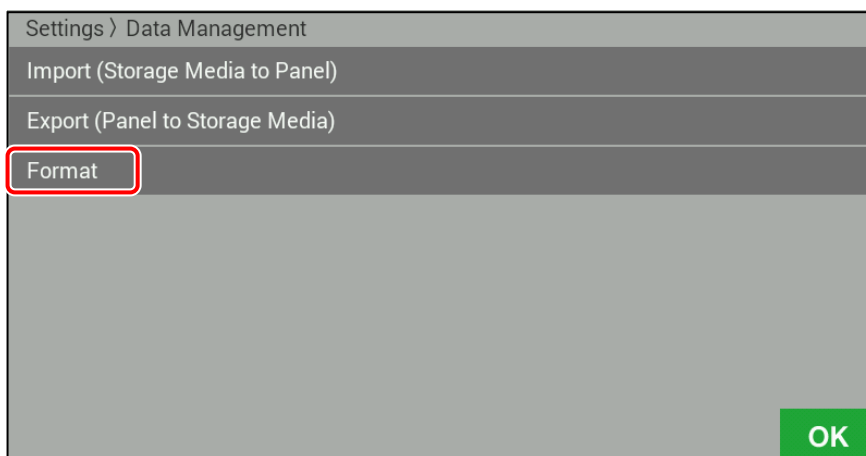 Settings 〉 Data Management
Import (Storage Media to Panel)
Export (Panel to Storage Media)
Format
OK